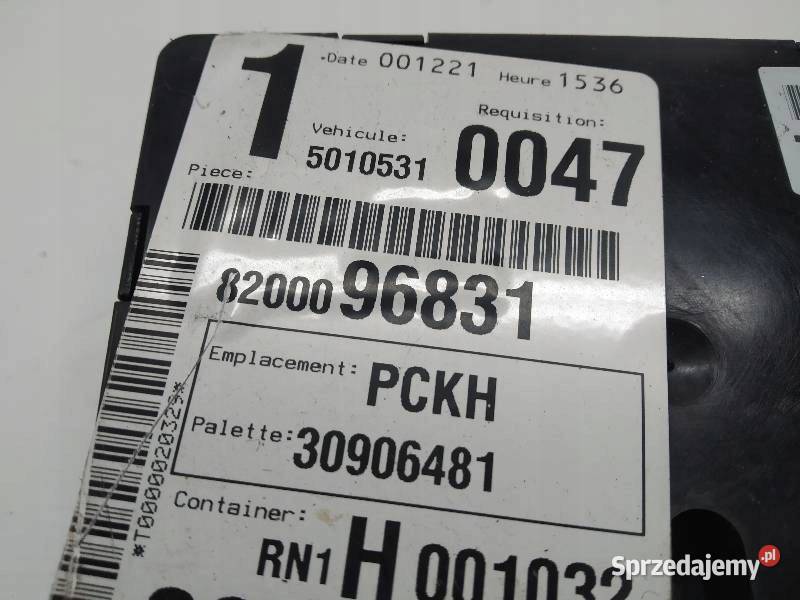 1
-Date 001221 Heure 1536
Requisition:
Vehicule:
5010531 0047
Piece:
8200096831
Emplacement: PCKH
Palette: 30906481
*T0000020325*
Container:
RN1 H 001032
Sprzedajemy.pl